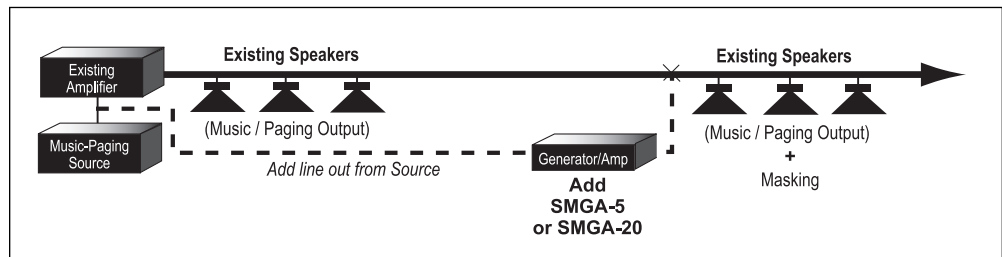 Existing Speakers
Existing Speakers
Existing
Amplifier
(Music / Paging Output)
(Music / Paging Output)
+
Masking
Music-Paging
Source
Add line out from Source
Generator/Amp
Add
SMGA-5
or SMGA-20